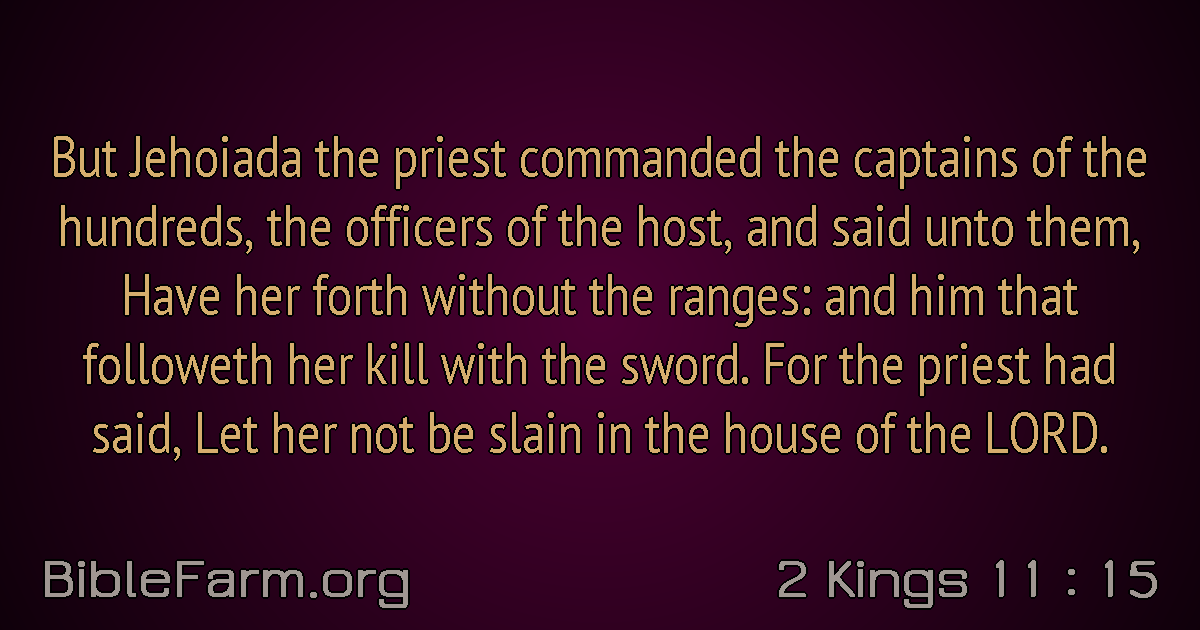 But Jehoiada the priest commanded the captains of the
hundreds, the officers of the host, and said unto them,
Have her forth without the ranges: and him that
followeth her kill with the sword. For the priest had
said, Let her not be slain in the house of the LORD.
BibleFarm.org
2 Kings 11 : 15